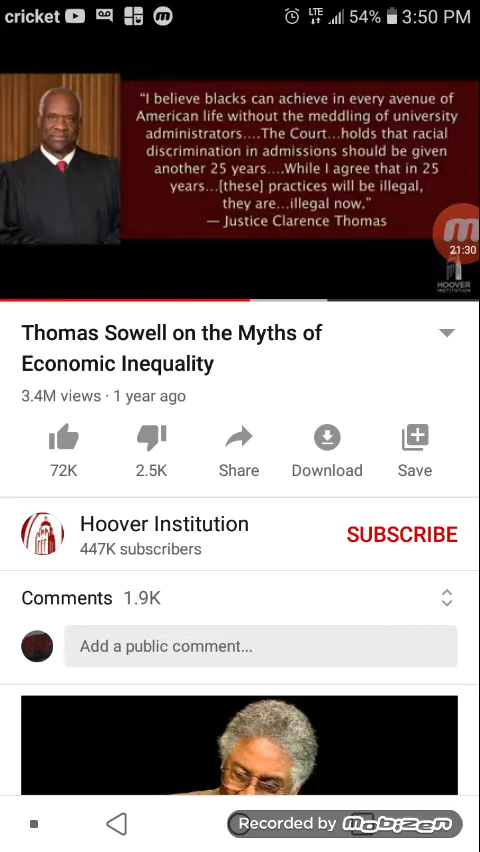 cricket LTE 54% 3:50 PM
“I believe blacks can achieve in every avenue of
American life without the meddling of university
administrators....The Court...holds that racial
discrimination in admissions should be given
another 25 years....While I agree that in 25
years...[these] practices will be illegal,
they are...illegal now.”
— Justice Clarence Thomas
21:30
HOOVER
INSTITUTION
Thomas Sowell on the Myths of
Economic Inequality
3.4M views · 1 year ago
72K 2.5K Share Download Save
Hoover Institution
447K subscribers
SUBSCRIBE
Comments 1.9K
Add a public comment...
Recorded by mobizen